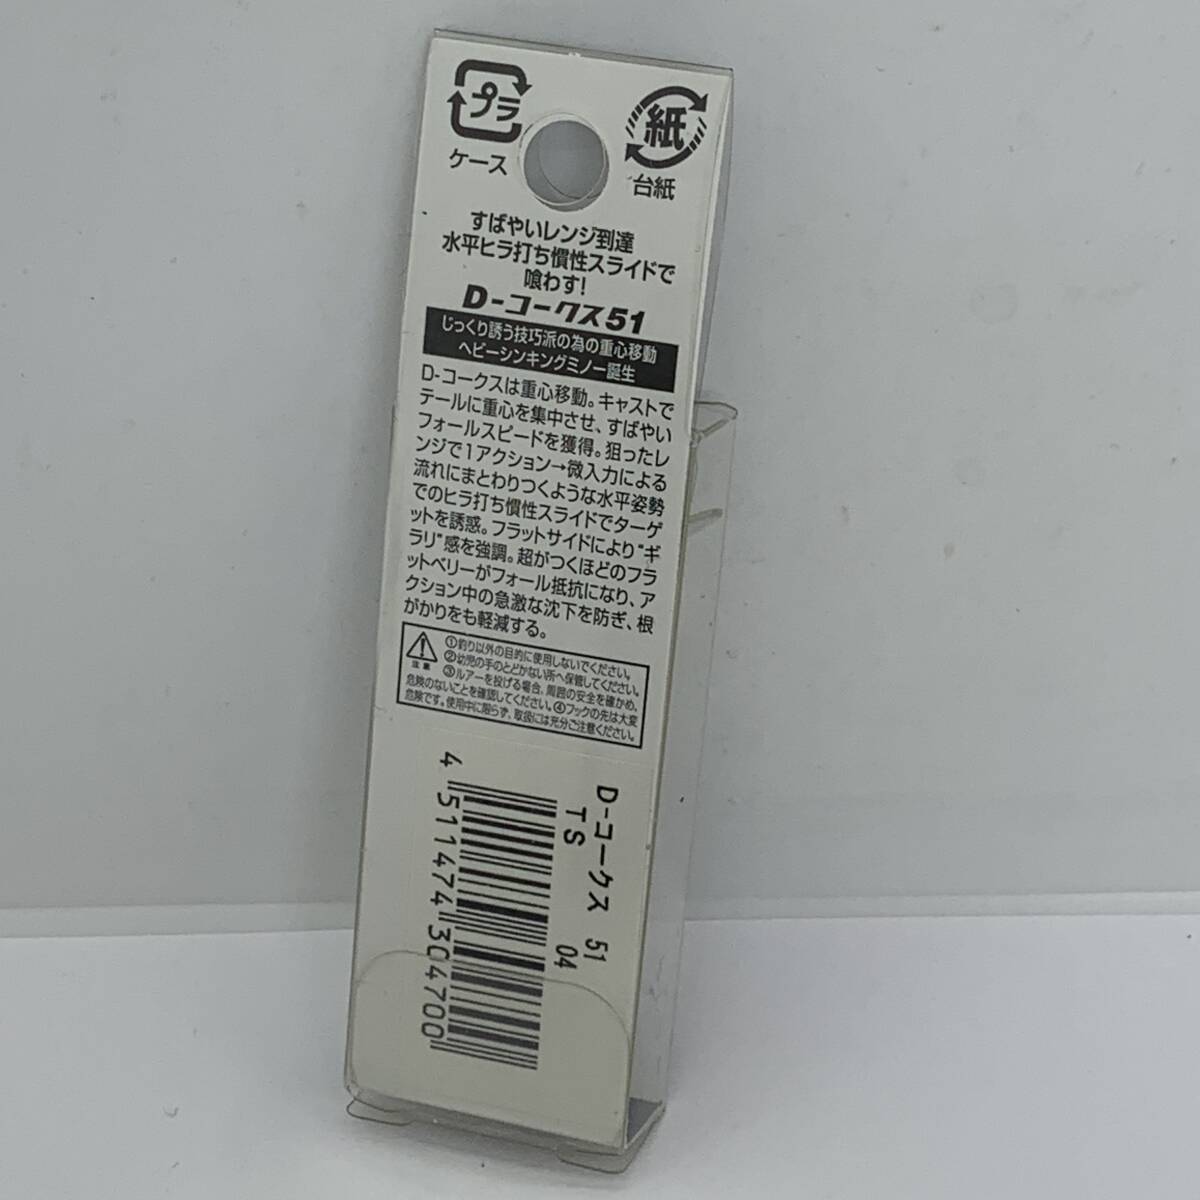 プラ
ケース
紙
台紙
すばやいレンジ到達
水平ヒラ打ち慣性スライドで
喰わす!
D-コークス51
じっくり誘う技巧派の為の重心移動
ヘビーシンキングミノー誕生
D-コークスは重心移動。キャストで
テールに重心を集中させ、すばやい
フォールスピードを獲得。狙ったレ
ンジで1アクション→微入力による
流れにまとわりつくような水平姿勢
でのヒラ打ち慣性スライドでターゲ
ットを誘惑。フラットサイドにより"ギ
ラリ"感を強調。超がつくほどのフラ
ットベリーがフォール抵抗になり、ア
クション中の急激な沈下を防ぎ、根
がかりをも軽減する。
注意
①釣り以外の目的に使用しないでください。
②幼児の手のとどかない所へ保管してください。
③ルアーを投げる場合、周囲の安全を確かめ、
危険のないことを確認してください。④フックの先は大変
危険です。使用中に限らず、取扱には充分ご注意ください。
D-コークス 51
TS 04
4 511474 304700